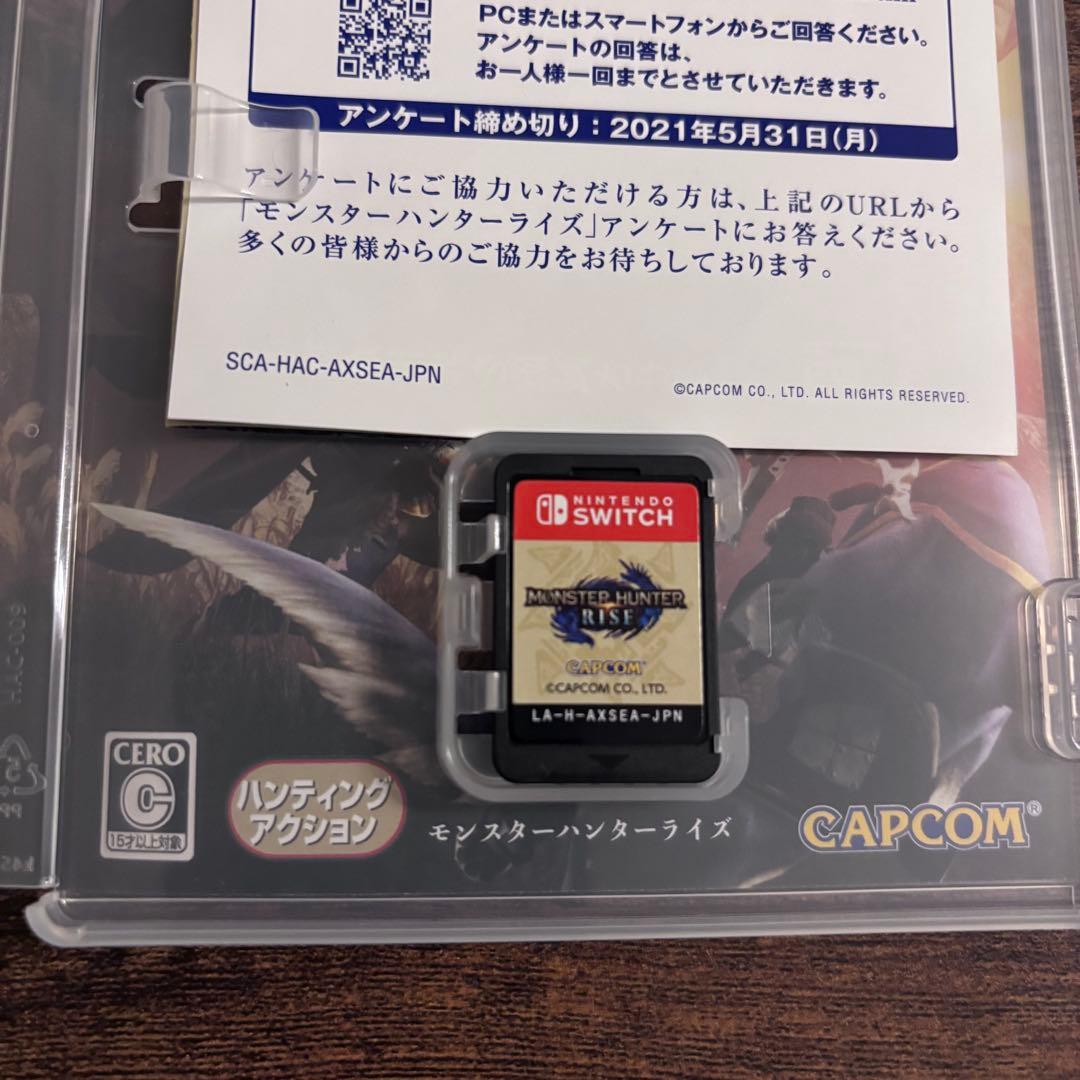 PCまたはスマートフォンからご回答ください。
アンケートの回答は、
お一人様一回までとさせていただきます。
アンケート締め切り：2021年5月31日(月)
アンケートにご協力いただける方は、上記のURLから
「モンスターハンターライズ」アンケートにお答えください。
多くの皆様からのご協力をお待ちしております。
SCA-HAC-AXSEA-JPN
©CAPCOM CO., LTD. ALL RIGHTS RESERVED.
NINTENDO
SWITCH
MONSTER HUNTER
RISE
CAPCOM
©CAPCOM CO., LTD.
LA-H-AXSEA-JPN
CERO
C
15才以上対象
ハンティング
アクション
モンスターハンターライズ
CAPCOM®
HAC-009